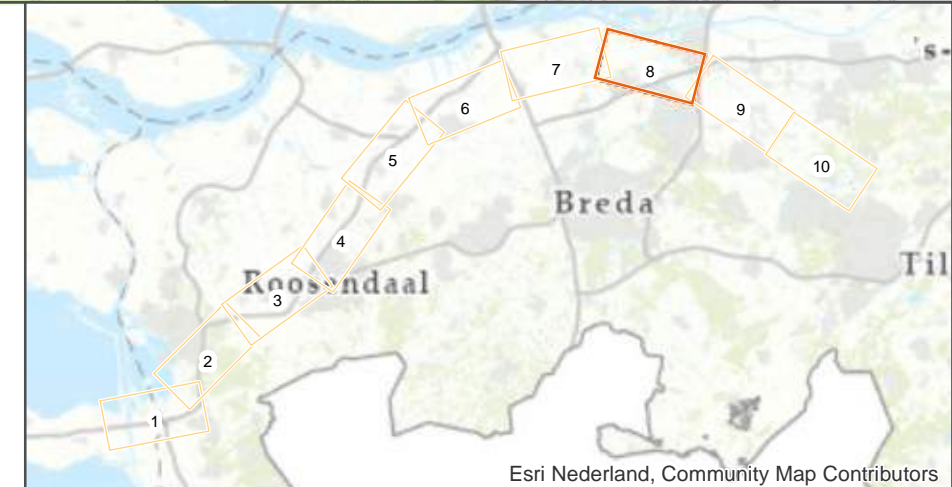 's-
7
8
6
9
5
10
Breda
4
Til
Roosendaal
3
2
1
Esri Nederland, Community Map Contributors